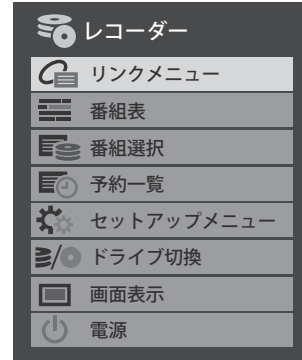 レコーダー
リンクメニュー
番組表
番組選択
予約一覧
セットアップメニュー
ドライブ切換
画面表示
電源